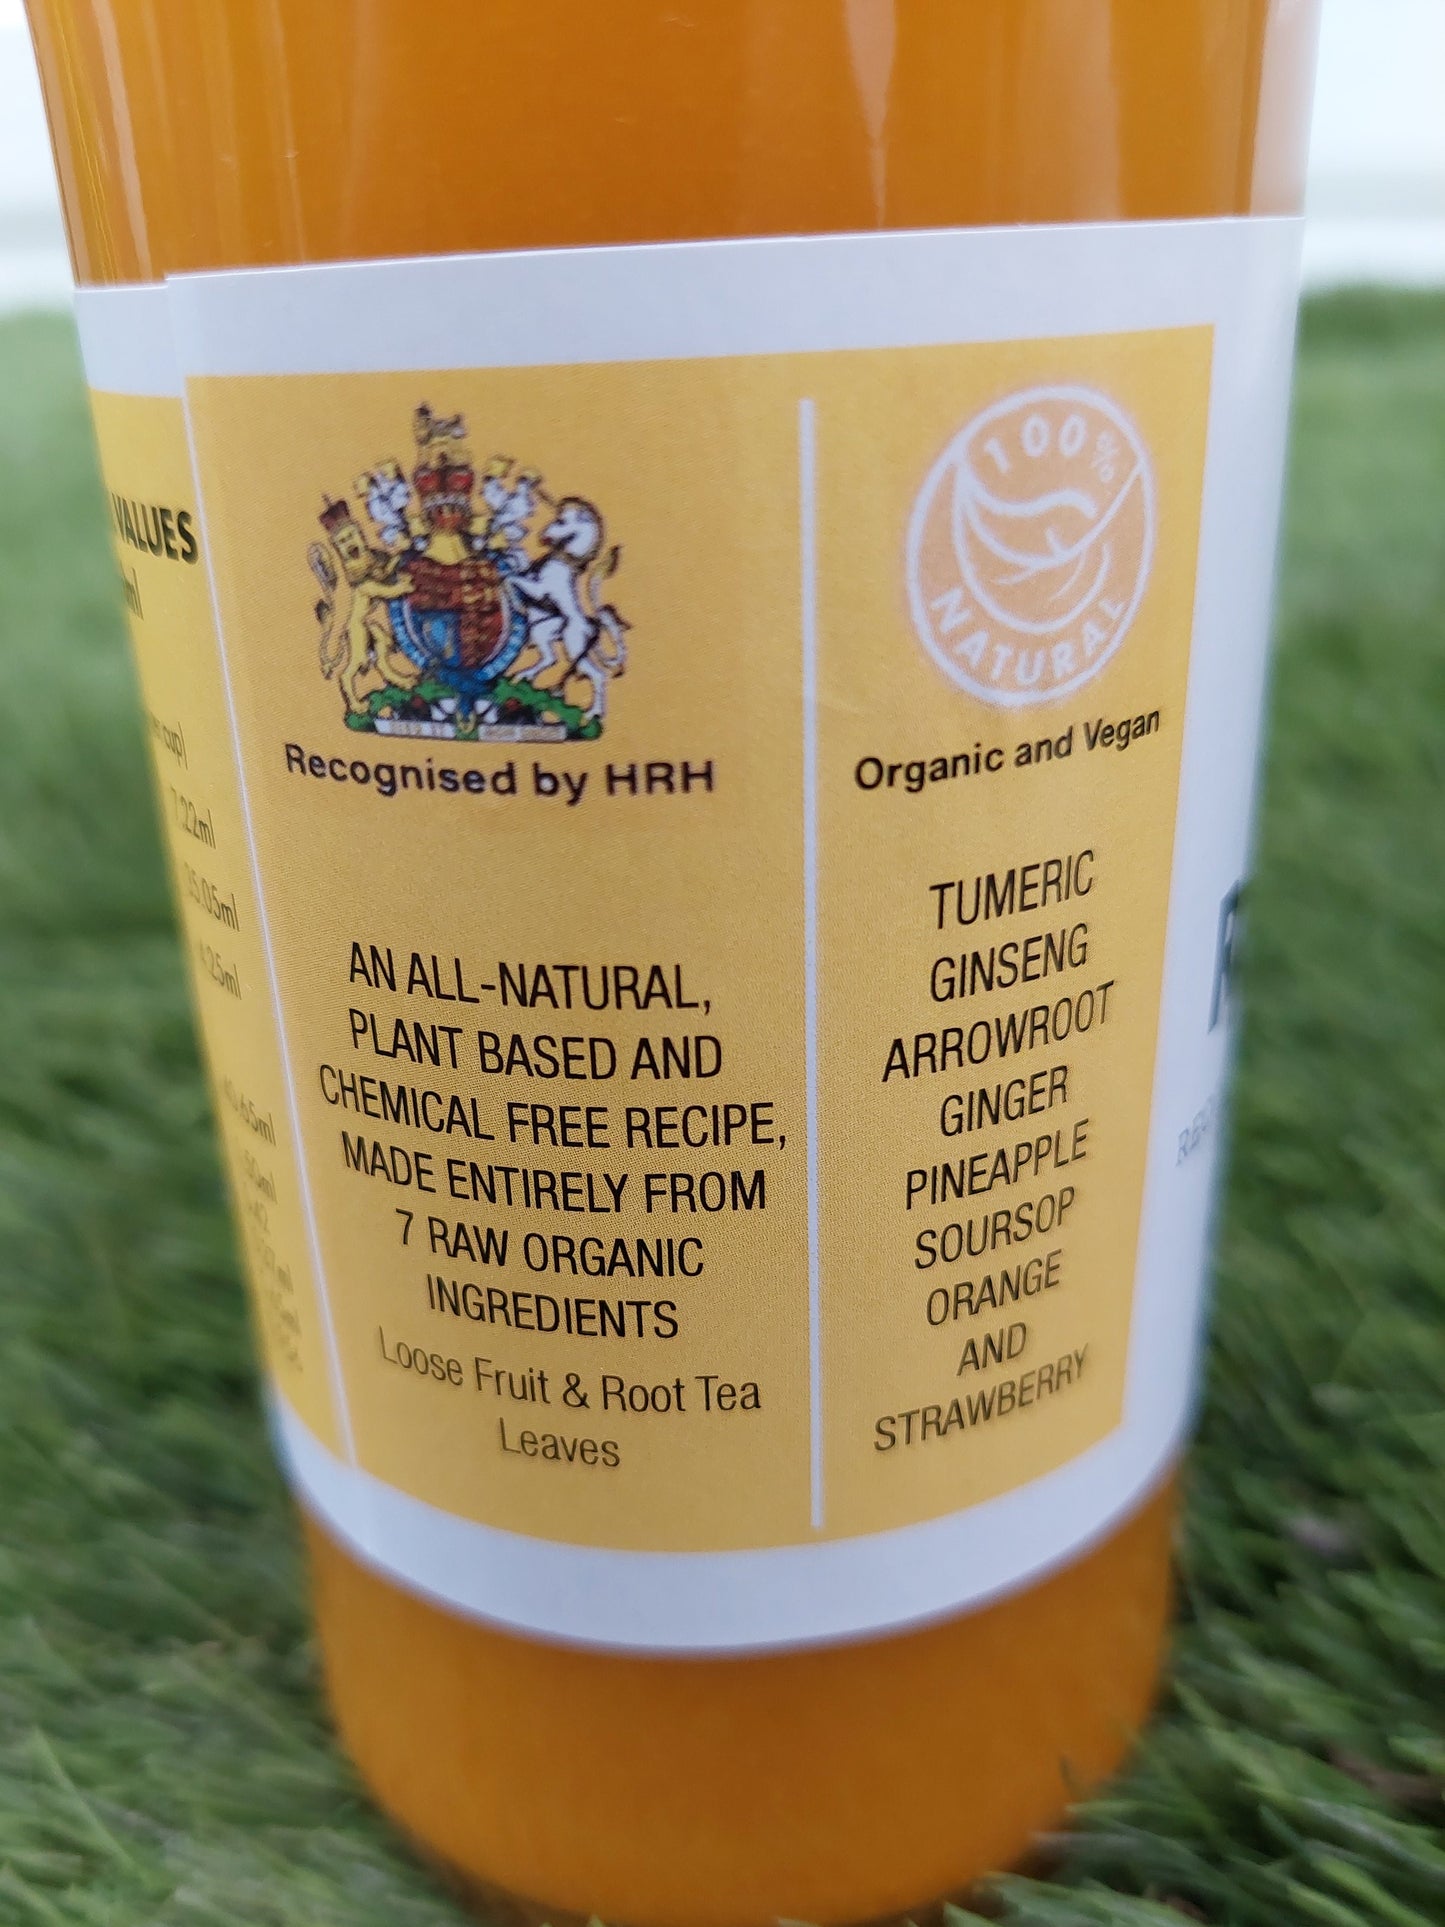 VALUES
7.22ml
Recognised by HRH
AN ALL-NATURAL,
PLANT BASED AND
CHEMICAL FREE RECIPE,
MADE ENTIRELY FROM
7 RAW ORGANIC
INGREDIENTS
Loose Fruit & Root Tea
Leaves
100%
NATURAL
Organic and Vegan
TUMERIC
GINSENG
ARROWROOT
GINGER
PINEAPPLE
SOURSOP
ORANGE
AND
STRAWBERRY